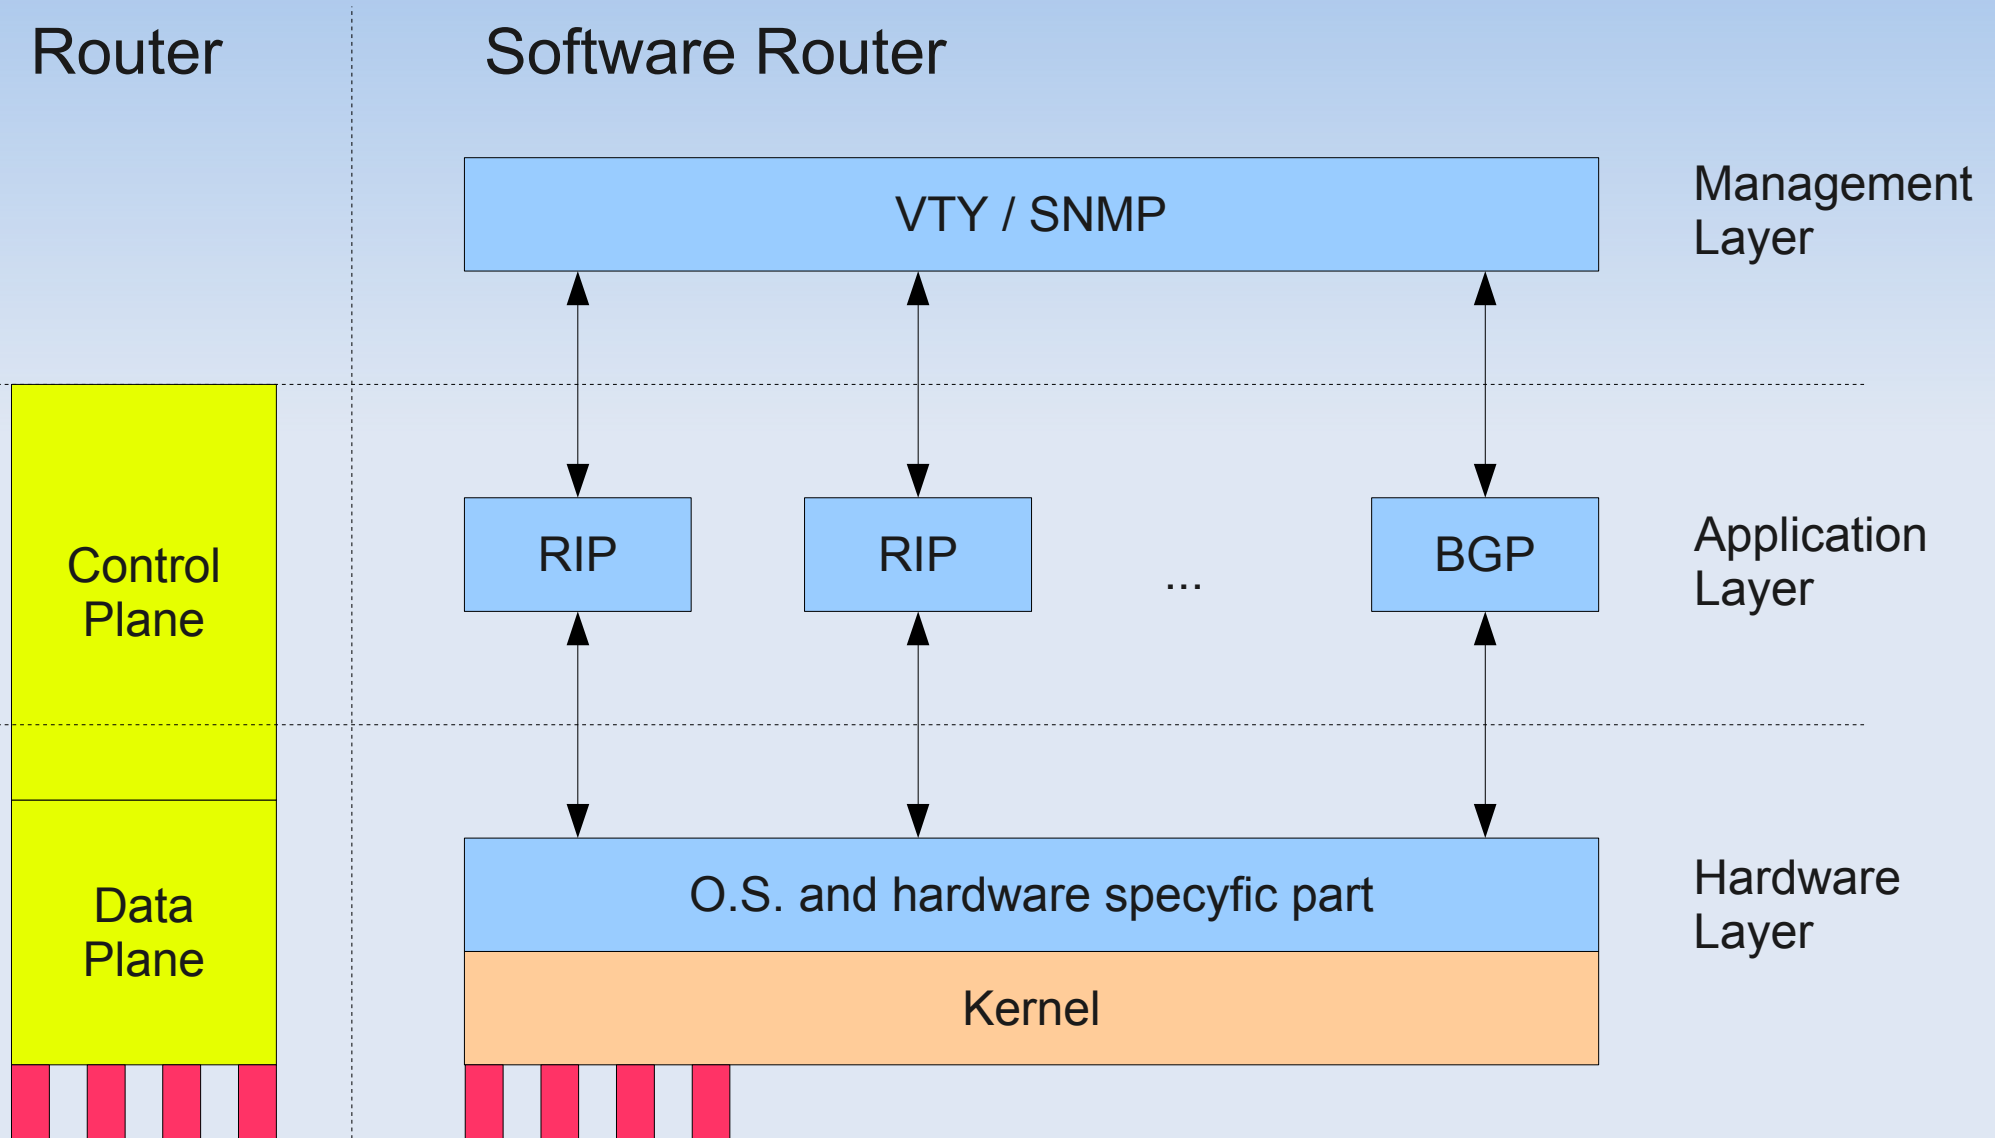 Router
Software Router
VTY / SNMP
Management
Layer
Control
Plane
RIP
RIP
...
BGP
Application
Layer
Data
Plane
O.S. and hardware specyfic part
Kernel
Hardware
Layer